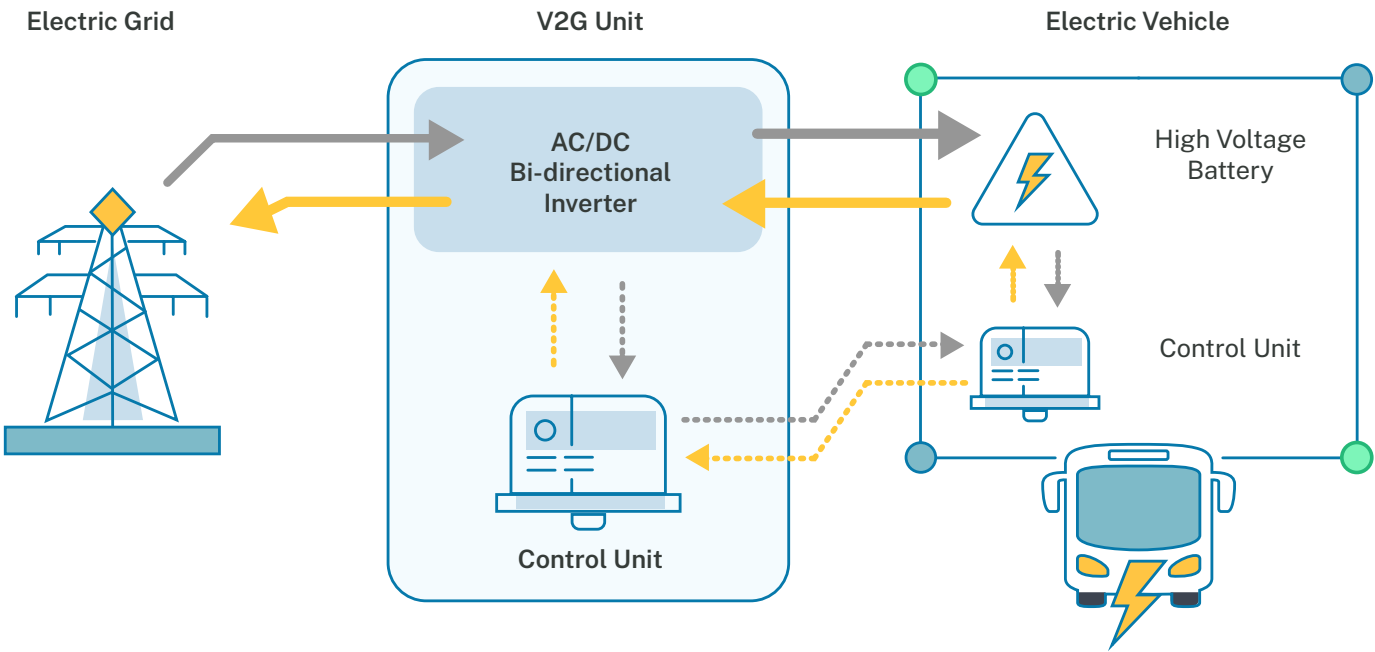 Electric Grid
V2G Unit
Electric Vehicle
AC/DC
Bi-directional
Inverter
High Voltage
Battery
Control Unit
Control Unit